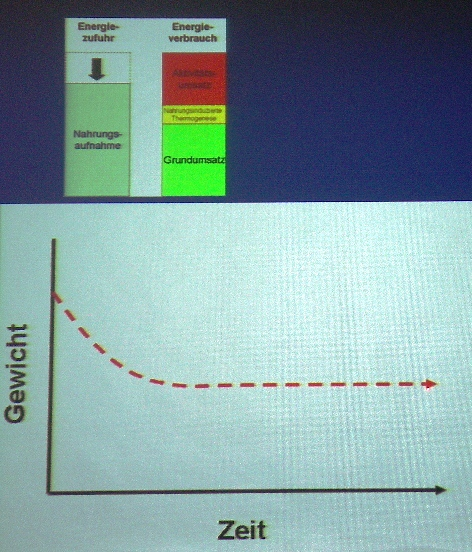 Energie-
zufuhr
Energie-
verbrauch
Aktivitäts-
umsatz
Nahrungsinduzierte
Thermogenese
Nahrungs-
aufnahme
Grundumsatz
Gewicht
Zeit